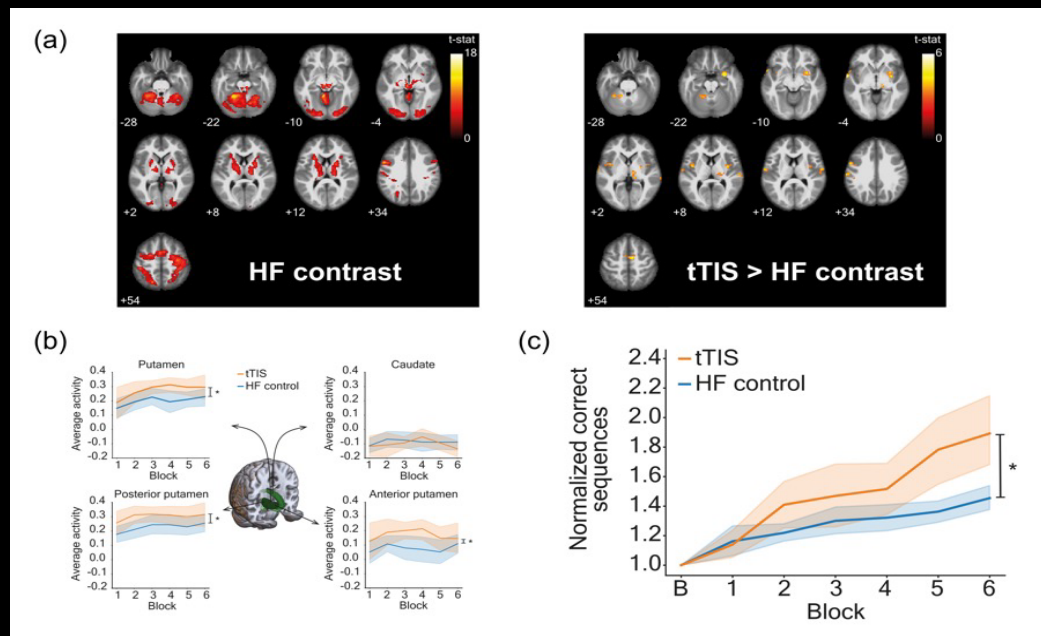 (a)
t-stat
18
0
-28
-22
-10
-4
+2
+8
+12
+34
+54
HF contrast
t-stat
6
0
-28
-22
-10
-4
+2
+8
+12
+34
+54
tTIS > HF contrast
(b)
Putamen
Average activity
0.4
0.3
0.2
0.1
-0.0
-0.1
-0.2
1 2 3 4 5 6
Block
*
tTIS
HF control
Caudate
Average activity
0.4
0.3
0.2
0.1
-0.0
-0.1
-0.2
1 2 3 4 5 6
Block
Posterior putamen
Average activity
0.4
0.3
0.2
0.1
-0.0
-0.1
-0.2
1 2 3 4 5 6
Block
*
Anterior putamen
Average activity
0.4
0.3
0.2
0.1
-0.0
-0.1
-0.2
1 2 3 4 5 6
Block
*
(c)
Normalized correct
sequences
2.4
2.2
2.0
1.8
1.6
1.4
1.2
1.0
tTIS
HF control
*
B 1 2 3 4 5 6
Block